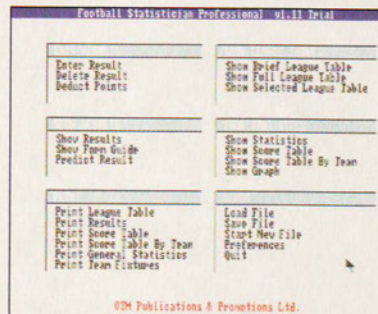 Football Statistician Professional v1.11 Trial
Enter Result
Delete Result
Deduct Points
Show Brief League Table
Show Full League Table
Show Selected League Table
Show Results
Show Form Guide
Predict Result
Show Statistics
Show Score Table
Show Score Table By Team
Show Graph
Print League Table
Print Results
Print Score Table
Print Score Table By Team
Print General Statistics
Print Team Fixtures
Load File
Save File
Start New File
Preferences
Quit
OTM Publications & Promotions Ltd.